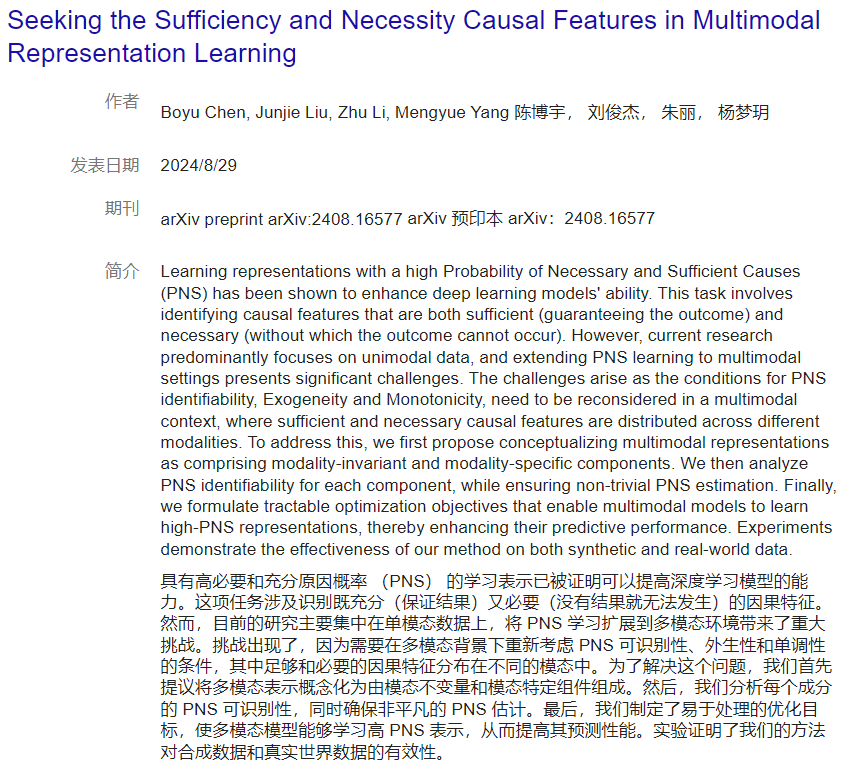 Seeking the Sufficiency and Necessity Causal Features in Multimodal
Representation Learning
作者
Boyu Chen, Junjie Liu, Zhu Li, Mengyue Yang 陈博宇， 刘俊杰， 朱丽， 杨梦玥
发表日期
2024/8/29
期刊
arXiv preprint arXiv:2408.16577 arXiv 预印本 arXiv：2408.16577
简介
Learning representations with a high Probability of Necessary and Sufficient Causes
(PNS) has been shown to enhance deep learning models' ability. This task involves
identifying causal features that are both sufficient (guaranteeing the outcome) and
necessary (without which the outcome cannot occur). However, current research
predominantly focuses on unimodal data, and extending PNS learning to multimodal
settings presents significant challenges. The challenges arise as the conditions for PNS
identifiability, Exogeneity and Monotonicity, need to be reconsidered in a multimodal
context, where sufficient and necessary causal features are distributed across different
modalities. To address this, we first propose conceptualizing multimodal representations
as comprising modality-invariant and modality-specific components. We then analyze
PNS identifiability for each component, while ensuring non-trivial PNS estimation. Finally,
we formulate tractable optimization objectives that enable multimodal models to learn
high-PNS representations, thereby enhancing their predictive performance. Experiments
demonstrate the effectiveness of our method on both synthetic and real-world data.
具有高必要和充分原因概率 （PNS） 的学习表示已被证明可以提高深度学习模型的能
力。这项任务涉及识别既充分（保证结果）又必要（没有结果就无法发生）的因果特征。
然而，目前的研究主要集中在单模态数据上，将 PNS 学习扩展到多模态环境带来了重大
挑战。挑战出现了，因为需要在多模态背景下重新考虑 PNS 可识别性、外生性和单调性
的条件，其中足够和必要的因果特征分布在不同的模态中。为了解决这个问题，我们首先
提议将多模态表示概念化为由模态不变量和模态特定组件组成。然后，我们分析每个成分
的 PNS 可识别性，同时确保非平凡的 PNS 估计。最后，我们制定了易于处理的优化目
标，使多模态模型能够学习高 PNS 表示，从而提高其预测性能。实验证明了我们的方法
对合成数据和真实世界数据的有效性。